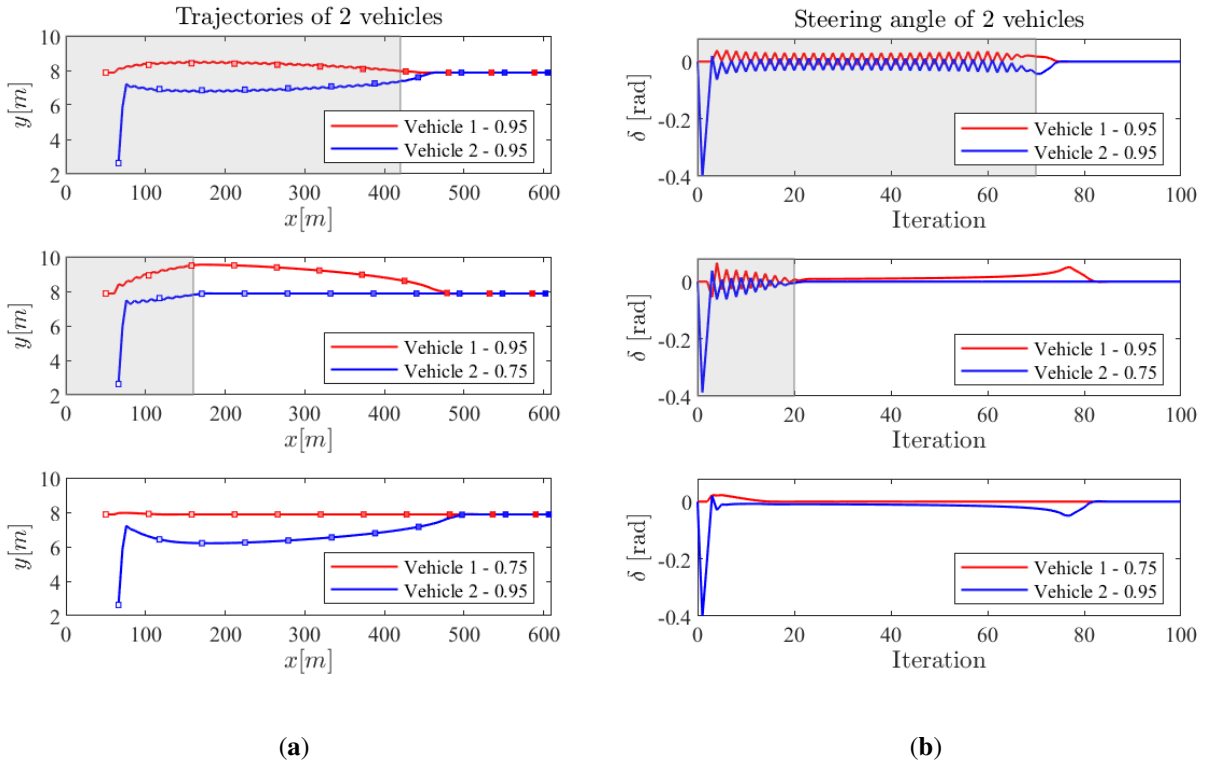 Trajectories of 2 vehicles
10
8
6
4
2
y[m]
Vehicle 1 - 0.95
Vehicle 2 - 0.95
0 100 200 300 400 500 600
x[m]
10
8
6
4
2
y[m]
Vehicle 1 - 0.95
Vehicle 2 - 0.75
0 100 200 300 400 500 600
x[m]
10
8
6
4
2
y[m]
Vehicle 1 - 0.75
Vehicle 2 - 0.95
0 100 200 300 400 500 600
x[m]
(a)
Steering angle of 2 vehicles
0
-0.2
-0.4
δ [rad]
Vehicle 1 - 0.95
Vehicle 2 - 0.95
0 20 40 60 80 100
Iteration
0
-0.2
-0.4
δ [rad]
Vehicle 1 - 0.95
Vehicle 2 - 0.75
0 20 40 60 80 100
Iteration
0
-0.2
-0.4
δ [rad]
Vehicle 1 - 0.75
Vehicle 2 - 0.95
0 20 40 60 80 100
Iteration
(b)